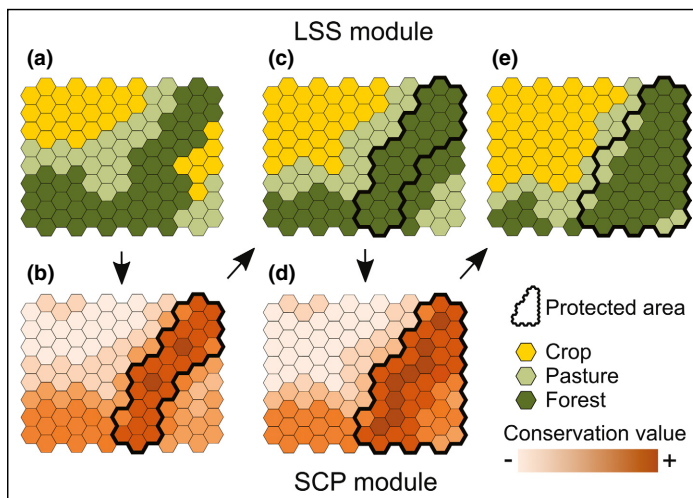 LSS module
(a)
(c)
(e)
(b)
(d)
Protected area
Crop
Pasture
Forest
Conservation value
- +
SCP module